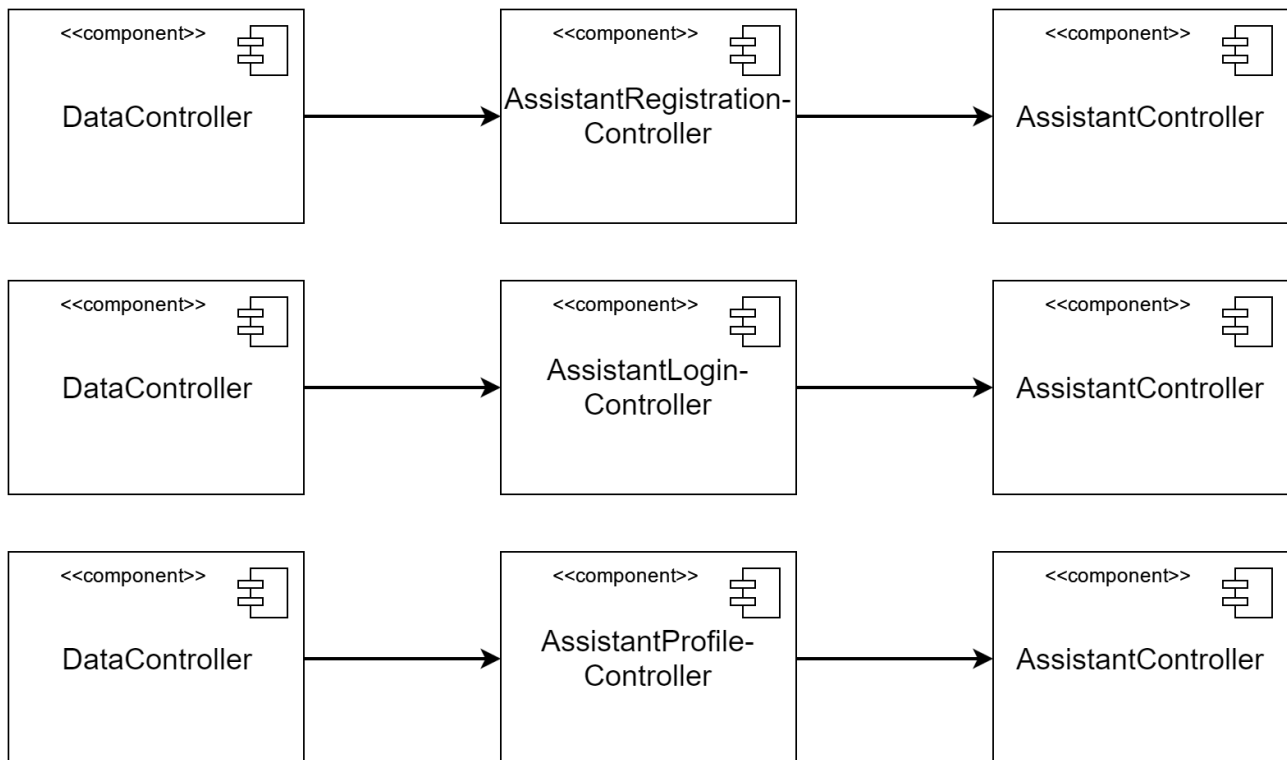 <<component>>
DataController
<<component>>
AssistantRegistration-
Controller
<<component>>
AssistantController
<<component>>
DataController
<<component>>
AssistantLogin-
Controller
<<component>>
AssistantController
<<component>>
DataController
<<component>>
AssistantProfile-
Controller
<<component>>
AssistantController